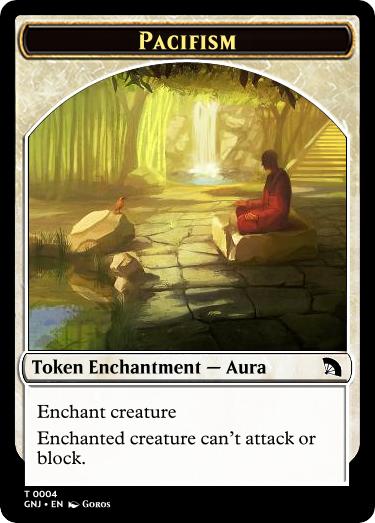 Pacifism
Token Enchantment — Aura
Enchant creature
Enchanted creature can't attack or
block.
T 0004
GNJ • EN Goros